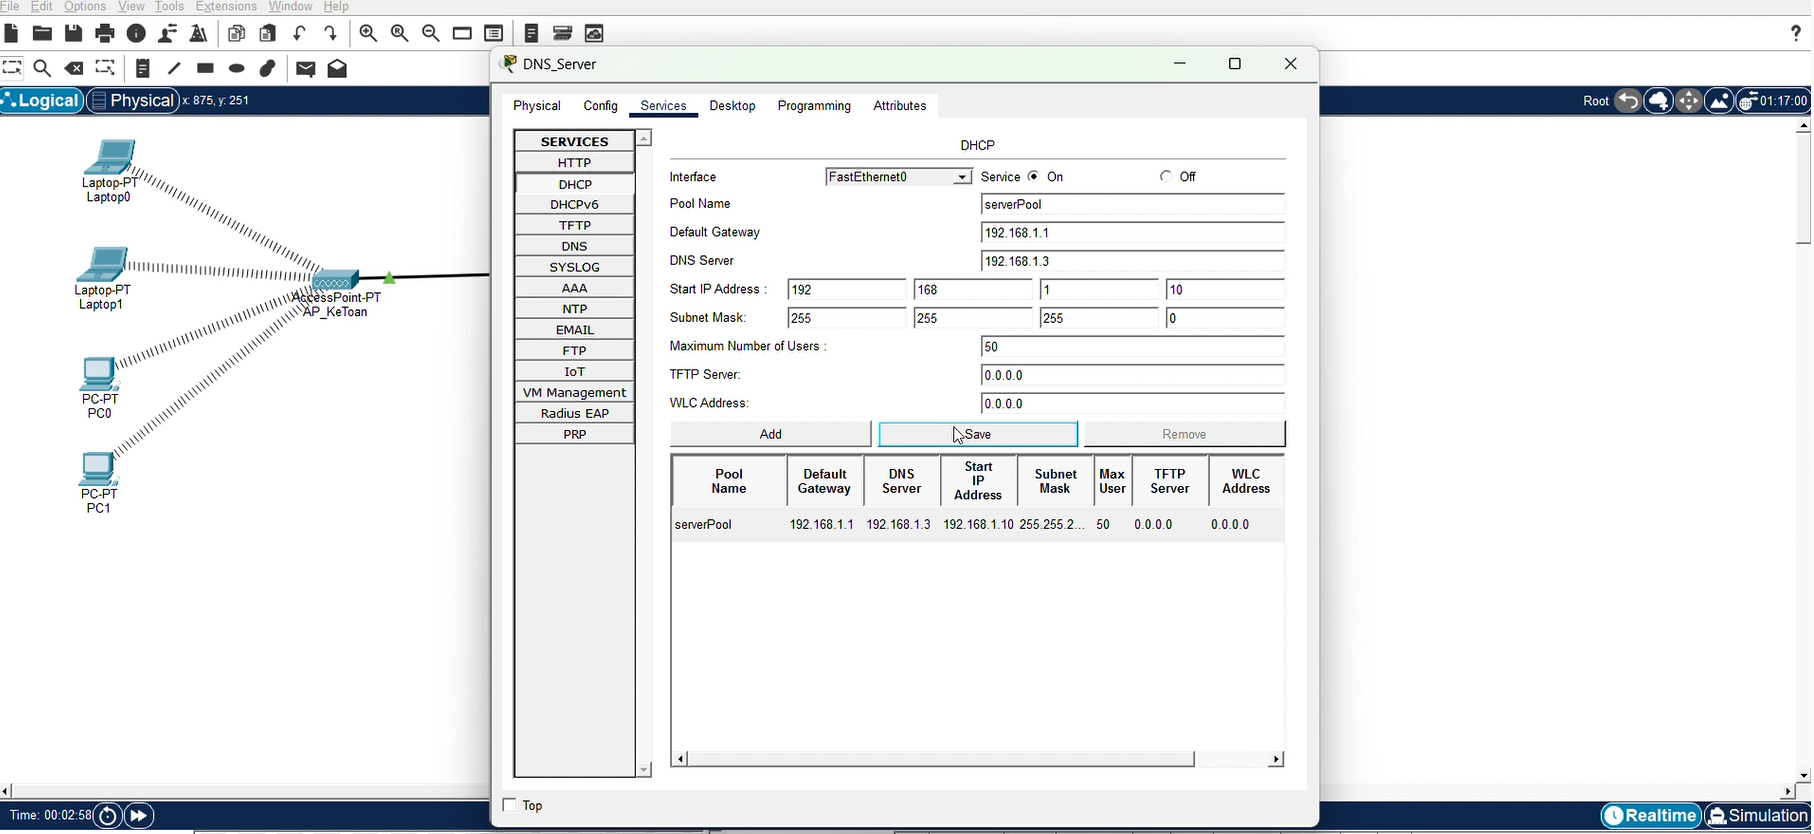 File Edit Options View Tools Extensions Window Help
?
DNS_Server
Logical Physical x: 875, y: 251
Root 01:17:00
Physical Config Services Desktop Programming Attributes
SERVICES
HTTP
DHCP
DHCPv6
TFTP
DNS
SYSLOG
AAA
NTP
EMAIL
FTP
IoT
VM Management
Radius EAP
PRP
DHCP
Interface FastEthernet0 Service On Off
Pool Name serverPool
Default Gateway 192.168.1.1
DNS Server 192.168.1.3
Start IP Address : 192 168 1 10
Subnet Mask: 255 255 255 0
Maximum Number of Users : 50
TFTP Server: 0.0.0.0
WLC Address: 0.0.0.0
Add Save Remove
Pool Name Default Gateway DNS Server Start IP Address Subnet Mask Max User TFTP Server WLC Address
serverPool 192.168.1.1 192.168.1.3 192.168.1.10 255.255.2... 50 0.0.0.0 0.0.0.0
Top
Laptop-PT
Laptop0
Laptop-PT
Laptop1
AccessPoint-PT
AP_KeToan
PC-PT
PC0
PC-PT
PC1
Time: 00:02:58
Realtime Simulation